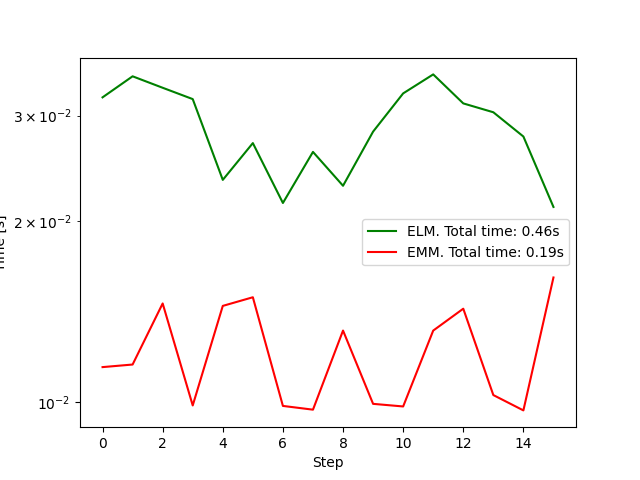 3 × 10⁻²
2 × 10⁻²
10⁻²
Time [s]
ELM. Total time: 0.46s
EMM. Total time: 0.19s
0 2 4 6 8 10 12 14
Step